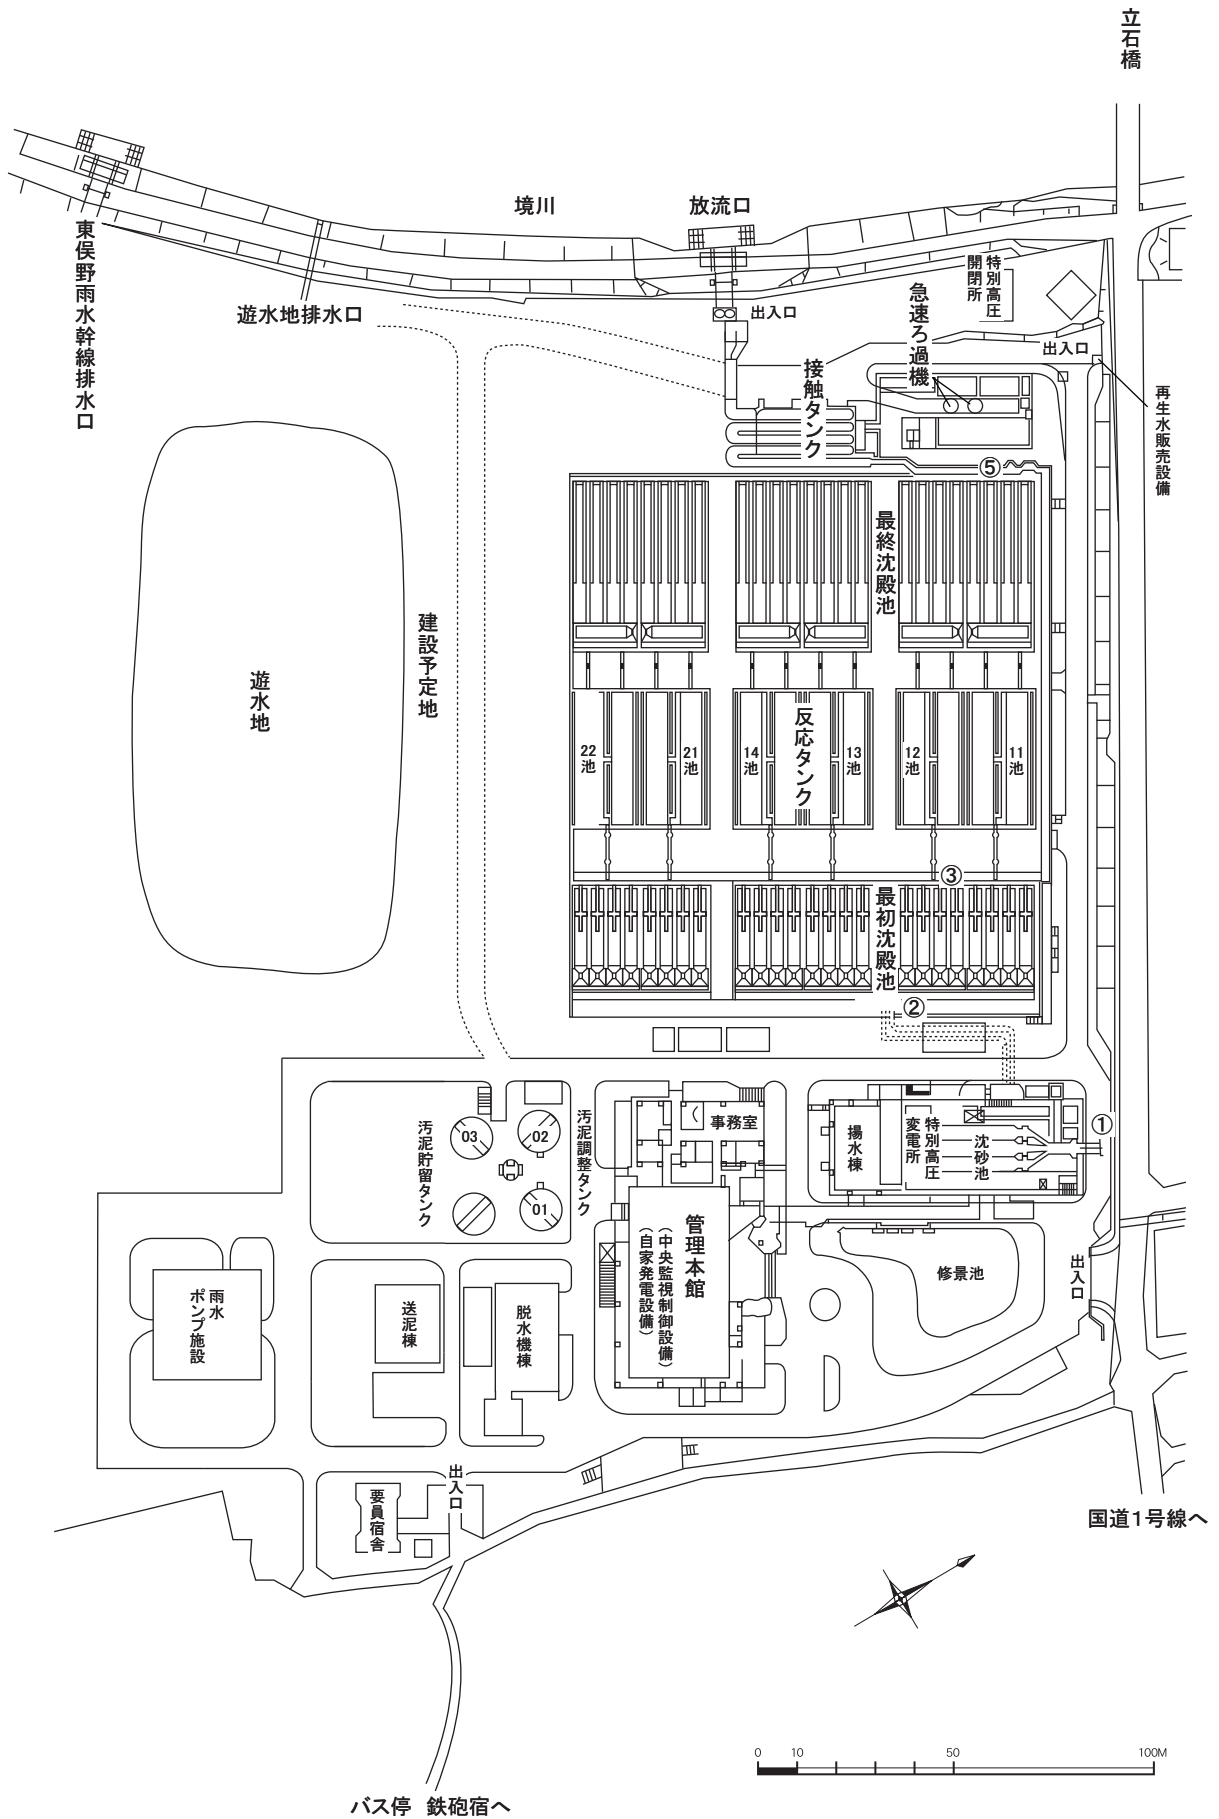 立石橋
境川
放流口
東俣野雨水幹線排水口
遊水地排水口
出入口
特別高圧
開閉所
急速ろ過機
出入口
再生水販売設備
接触タンク
⑤
最終沈殿池
建設予定地
遊水地
反応タンク
22池
21池
14池
13池
12池
11池
③
最初沈殿池
②
①
汚泥貯留タンク
03
02
01
汚泥調整タンク
事務室
揚水棟
特別高圧
変電所
沈砂池
管理本館
（中央監視制御設備）
（自家発電設備）
修景池
出入口
雨水
ポンプ施設
送泥棟
脱水機棟
出入口
要員宿舎
国道1号線へ
0 10 50 100M
バス停 鉄砲宿へ